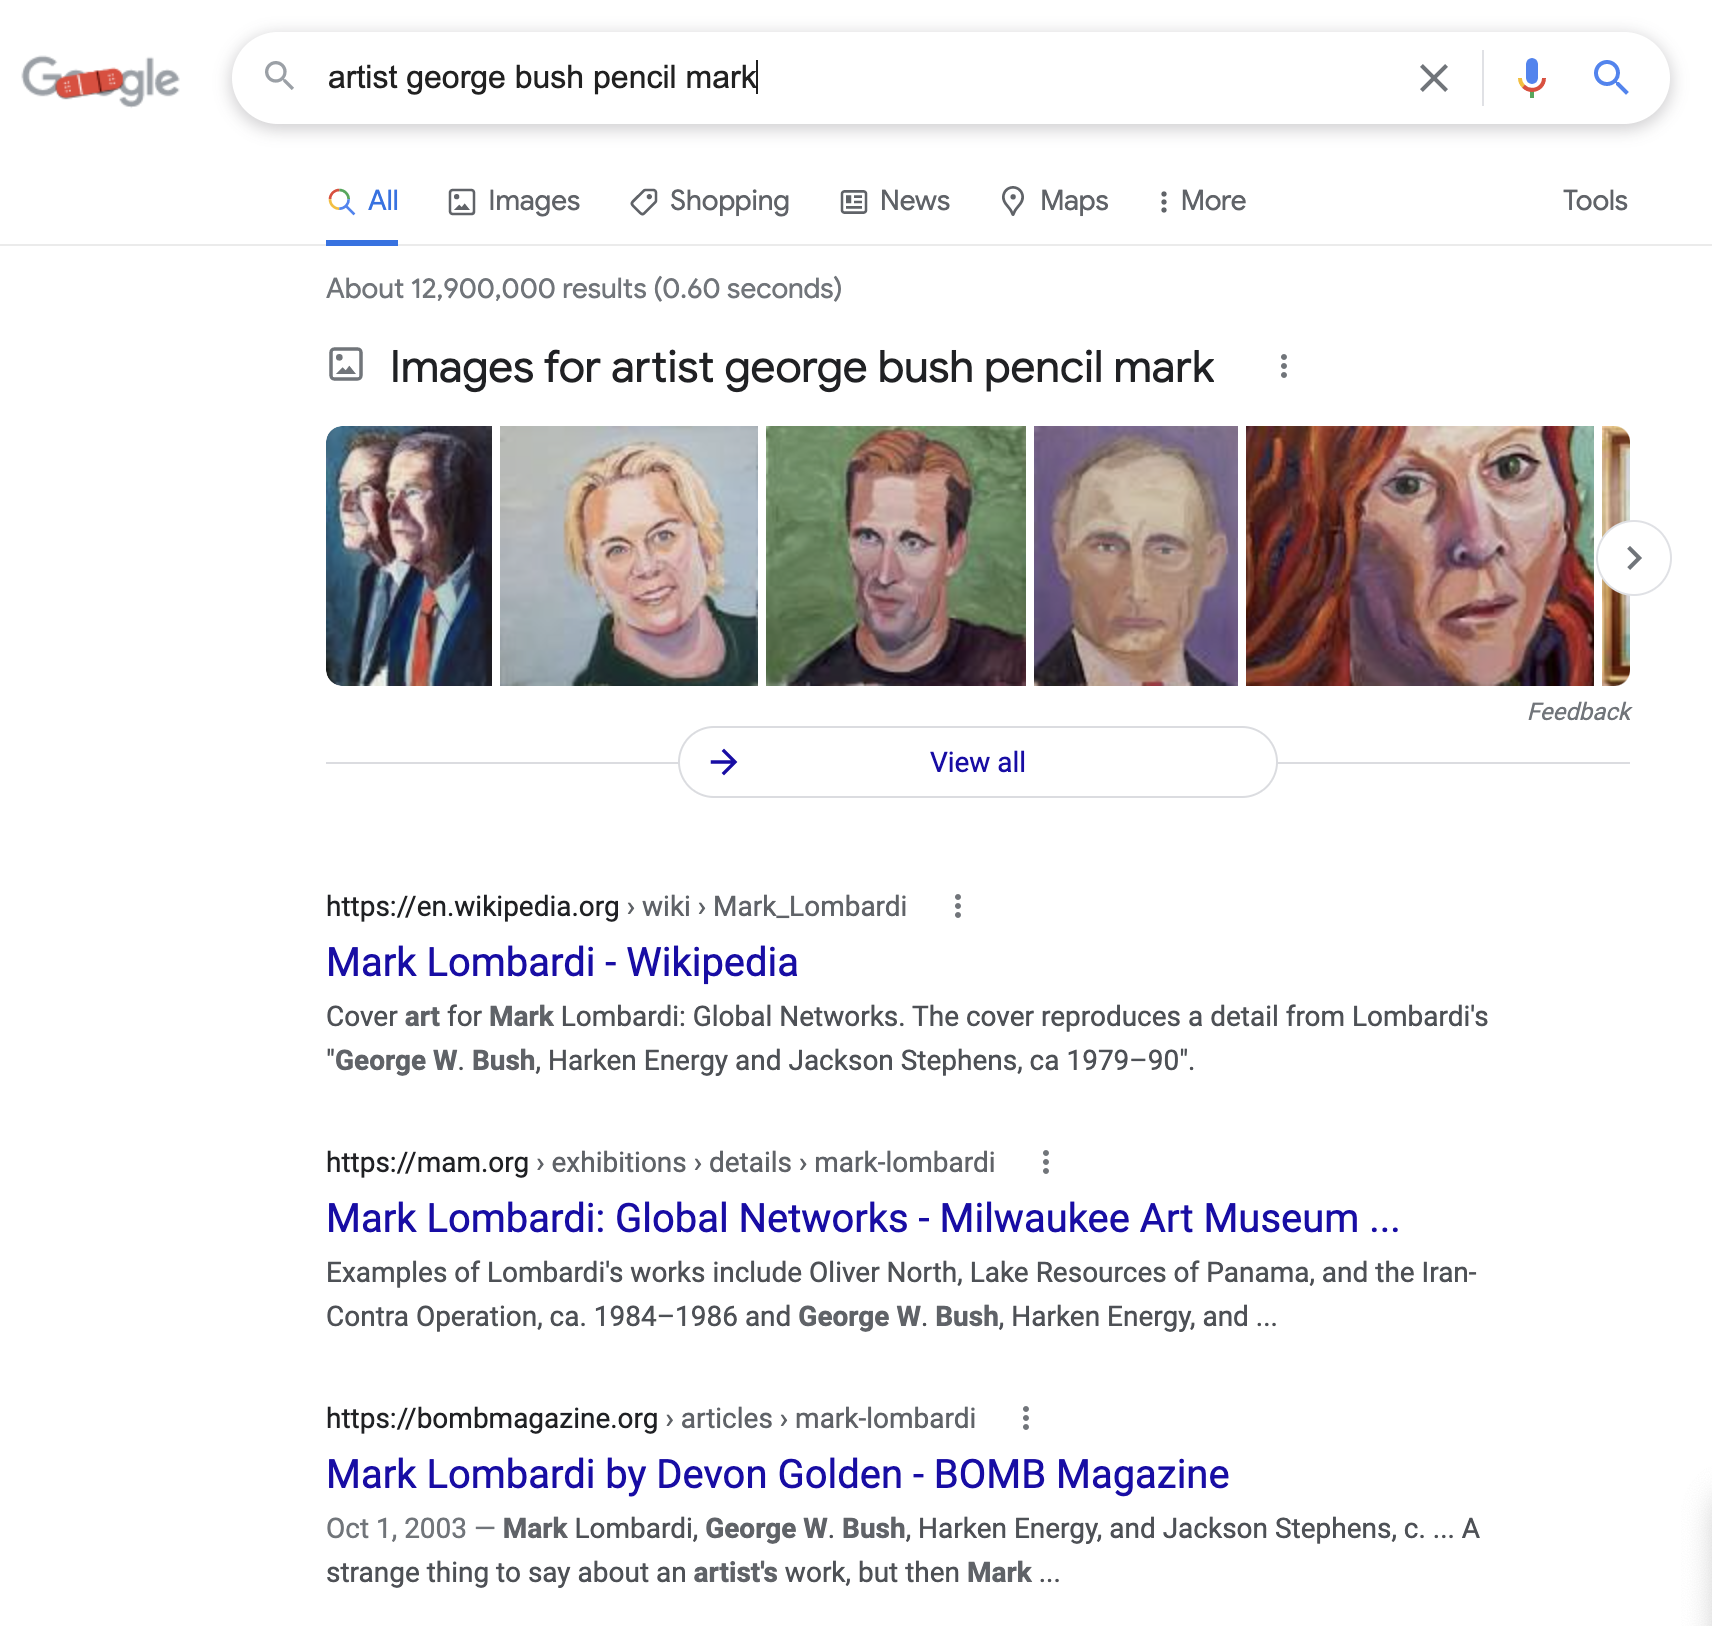 Google
artist george bush pencil mark
All Images Shopping News Maps More Tools
About 12,900,000 results (0.60 seconds)
Images for artist george bush pencil mark
Feedback
View all
https://en.wikipedia.org › wiki › Mark_Lombardi
Mark Lombardi - Wikipedia
Cover art for Mark Lombardi: Global Networks. The cover reproduces a detail from Lombardi's
"George W. Bush, Harken Energy and Jackson Stephens, ca 1979–90".
https://mam.org › exhibitions › details › mark-lombardi
Mark Lombardi: Global Networks - Milwaukee Art Museum ...
Examples of Lombardi's works include Oliver North, Lake Resources of Panama, and the Iran-
Contra Operation, ca. 1984–1986 and George W. Bush, Harken Energy, and ...
https://bombmagazine.org › articles › mark-lombardi
Mark Lombardi by Devon Golden - BOMB Magazine
Oct 1, 2003 — Mark Lombardi, George W. Bush, Harken Energy, and Jackson Stephens, c. ... A
strange thing to say about an artist's work, but then Mark ...